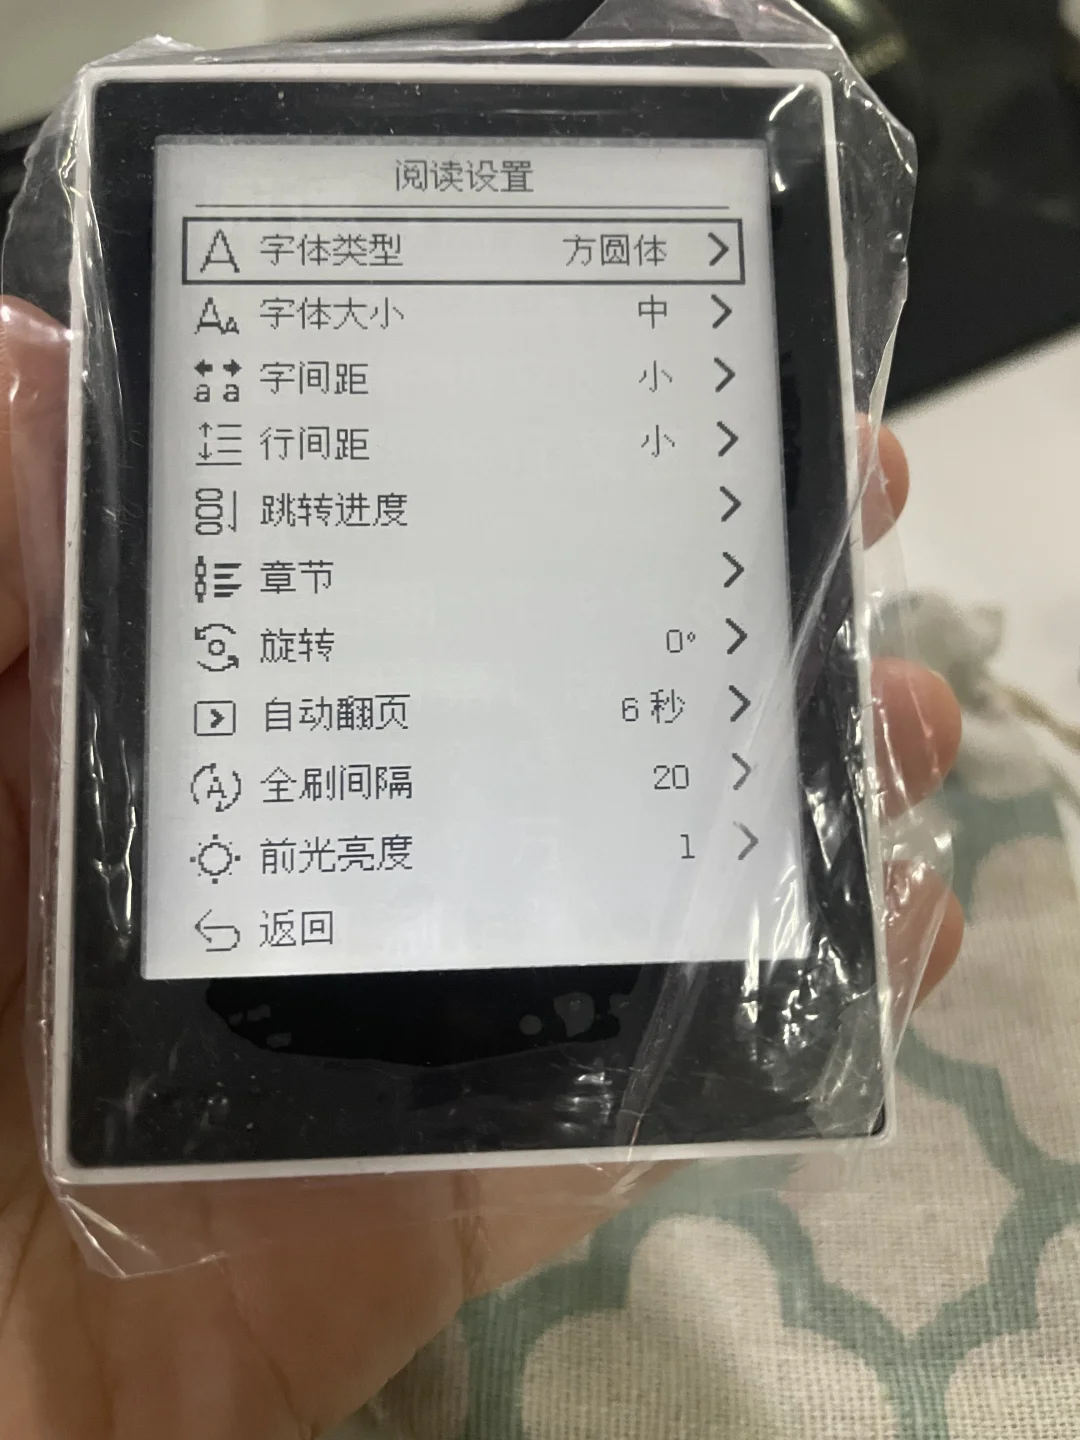 阅读设置
字体类型 方圆体
字体大小 中
字间距 小
行间距 小
跳转进度
章节
旋转 0°
自动翻页 6秒
全刷间隔 20
前光亮度 1
返回